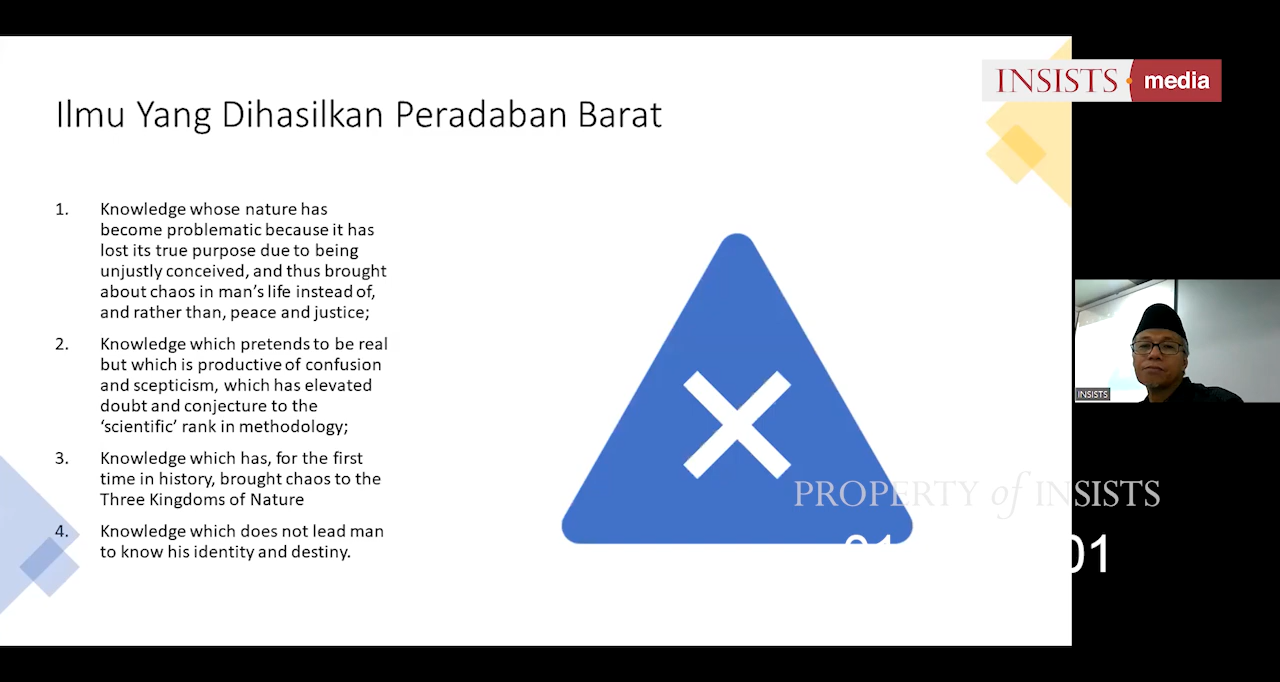 INSISTS media
Ilmu Yang Dihasilkan Peradaban Barat
1. Knowledge whose nature has
become problematic because it has
lost its true purpose due to being
unjustly conceived, and thus brought
about chaos in man’s life instead of,
and rather than, peace and justice;
2. Knowledge which pretends to be real
but which is productive of confusion
and scepticism, which has elevated
doubt and conjecture to the
‘scientific’ rank in methodology;
3. Knowledge which has, for the first
time in history, brought chaos to the
Three Kingdoms of Nature
4. Knowledge which does not lead man
to know his identity and destiny.
INSISTS
PROPERTY of INSISTS
01